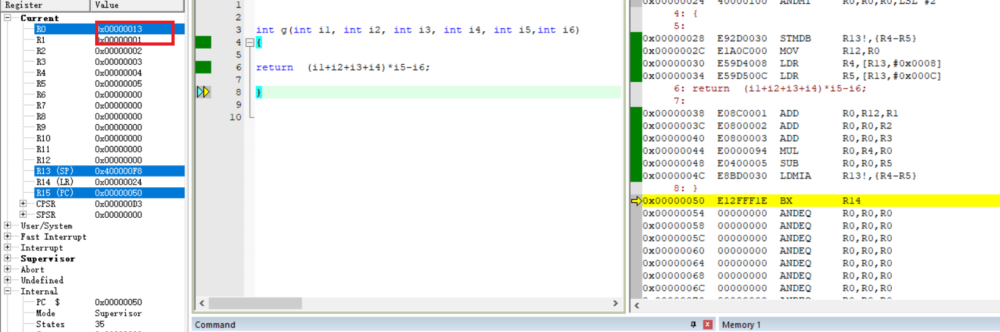 Register Value
Current
R0 0x00000013
R1 0x00000001
R2 0x00000002
R3 0x00000003
R4 0x00000004
R5 0x00000005
R6 0x00000000
R7 0x00000000
R8 0x00000000
R9 0x00000000
R10 0x00000000
R11 0x00000000
R12 0x00000000
R13 (SP) 0x400000F8
R14 (LR) 0x00000024
R15 (PC) 0x00000050
CPSR 0x000000D3
SPSR 0x00000000
User/System
Fast Interrupt
Interrupt
Supervisor
Abort
Undefined
Internal
PC $ 0x00000050
Mode Supervisor
States 35
1
2
3 int g(int i1, int i2, int i3, int i4, int i5,int i6)
4 {
5
6 return (i1+i2+i3+i4)*i5-i6;
7
8 }
9
10
0x00000024 40000100 ANDMI R0,R0,R0,LSL #2
4: {
5:
0x00000028 E92D0030 STMDB R13!,{R4-R5}
0x0000002C E1A0C000 MOV R12,R0
0x00000030 E59D4008 LDR R4,[R13,#0x0008]
0x00000034 E59D500C LDR R5,[R13,#0x000C]
6: return (i1+i2+i3+i4)*i5-i6;
7:
0x00000038 E08C0001 ADD R0,R12,R1
0x0000003C E0800002 ADD R0,R0,R2
0x00000040 E0800003 ADD R0,R0,R3
0x00000044 E0000094 MUL R0,R4,R0
0x00000048 E0400005 SUB R0,R0,R5
0x0000004C E8BD0030 LDMIA R13!,{R4-R5}
8: }
0x00000050 E12FFF1E BX R14
0x00000054 00000000 ANDEQ R0,R0,R0
0x00000058 00000000 ANDEQ R0,R0,R0
0x0000005C 00000000 ANDEQ R0,R0,R0
0x00000060 00000000 ANDEQ R0,R0,R0
0x00000064 00000000 ANDEQ R0,R0,R0
0x00000068 00000000 ANDEQ R0,R0,R0
0x0000006C 00000000 ANDEQ R0,R0,R0
Command
Memory 1